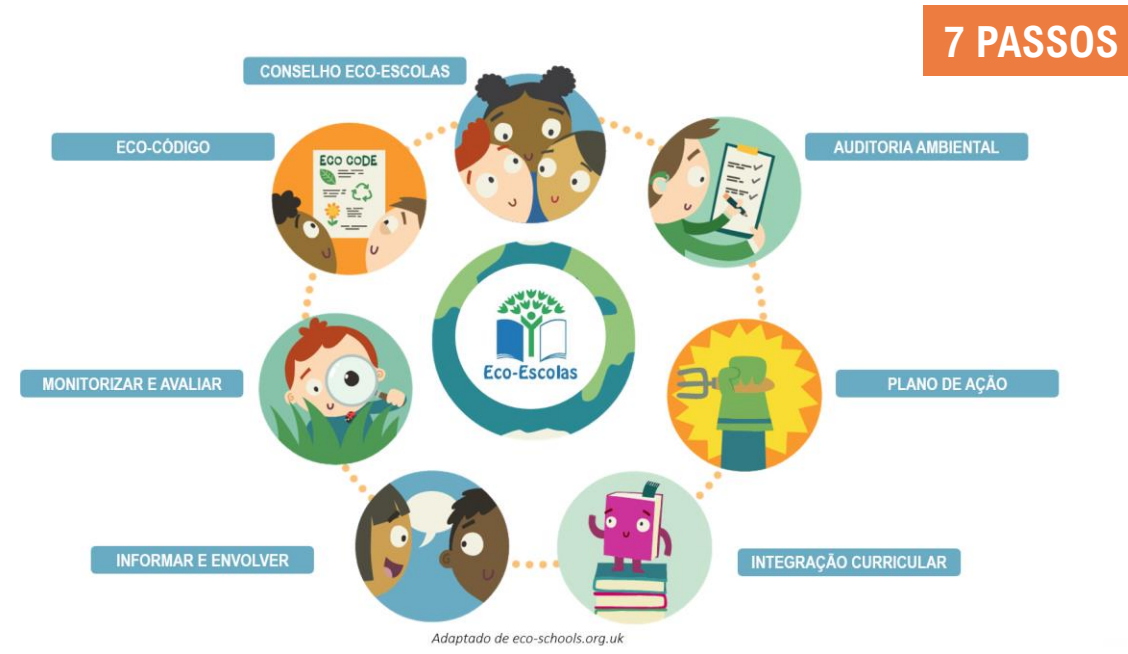 7 PASSOS
CONSELHO ECO-ESCOLAS
ECO-CÓDIGO
ECO CODE
AUDITORIA AMBIENTAL
Eco-Escolas
MONITORIZAR E AVALIAR
PLANO DE AÇÃO
INFORMAR E ENVOLVER
INTEGRAÇÃO CURRICULAR
Adaptado de eco-schools.org.uk